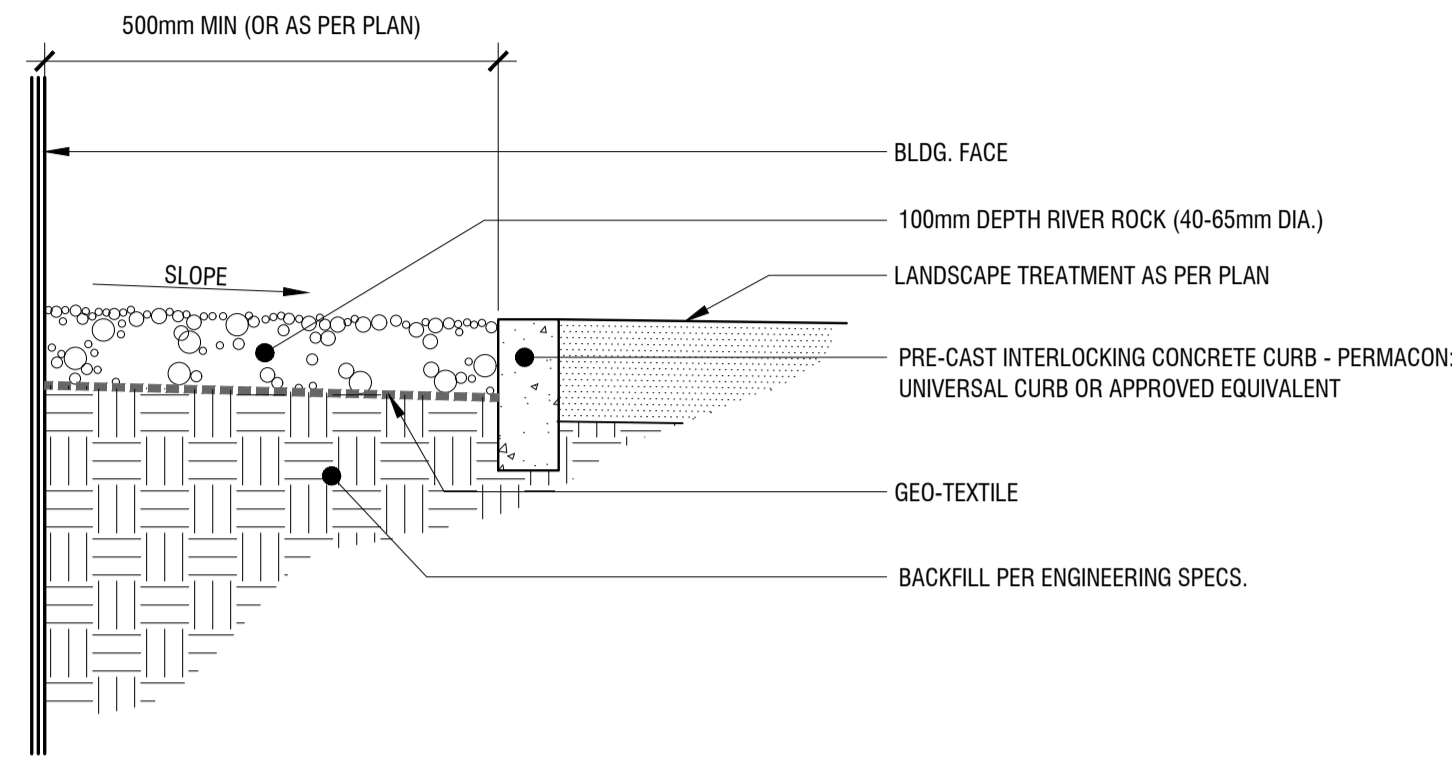 500mm MIN (OR AS PER PLAN)
BLDG. FACE
100mm DEPTH RIVER ROCK (40-65mm DIA.)
SLOPE
LANDSCAPE TREATMENT AS PER PLAN
PRE-CAST INTERLOCKING CONCRETE CURB - PERMACON:
UNIVERSAL CURB OR APPROVED EQUIVALENT
GEO-TEXTILE
BACKFILL PER ENGINEERING SPECS.